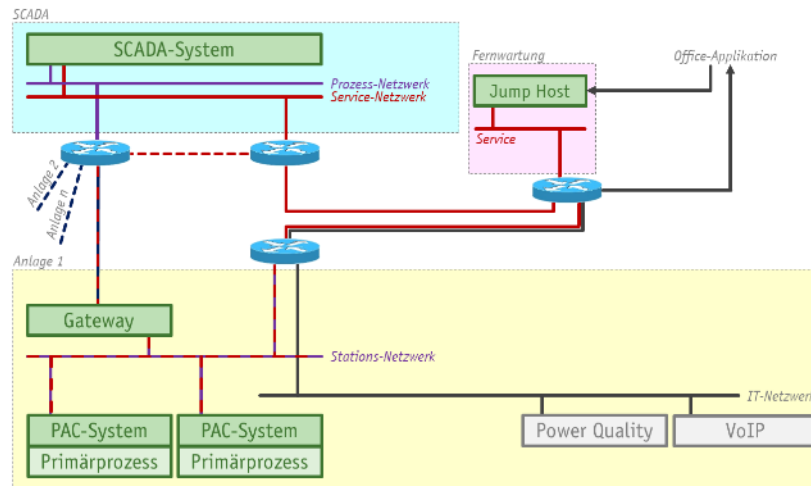 SCADA
SCADA-System
Prozess-Netzwerk
Service-Netzwerk
Fernwartung
Jump Host
Service
Office-Applikation
Anlage 2
Anlage n
Anlage 1
Gateway
Stations-Netzwerk
IT-Netzwerk
PAC-System
Primärprozess
PAC-System
Primärprozess
Power Quality
VoIP